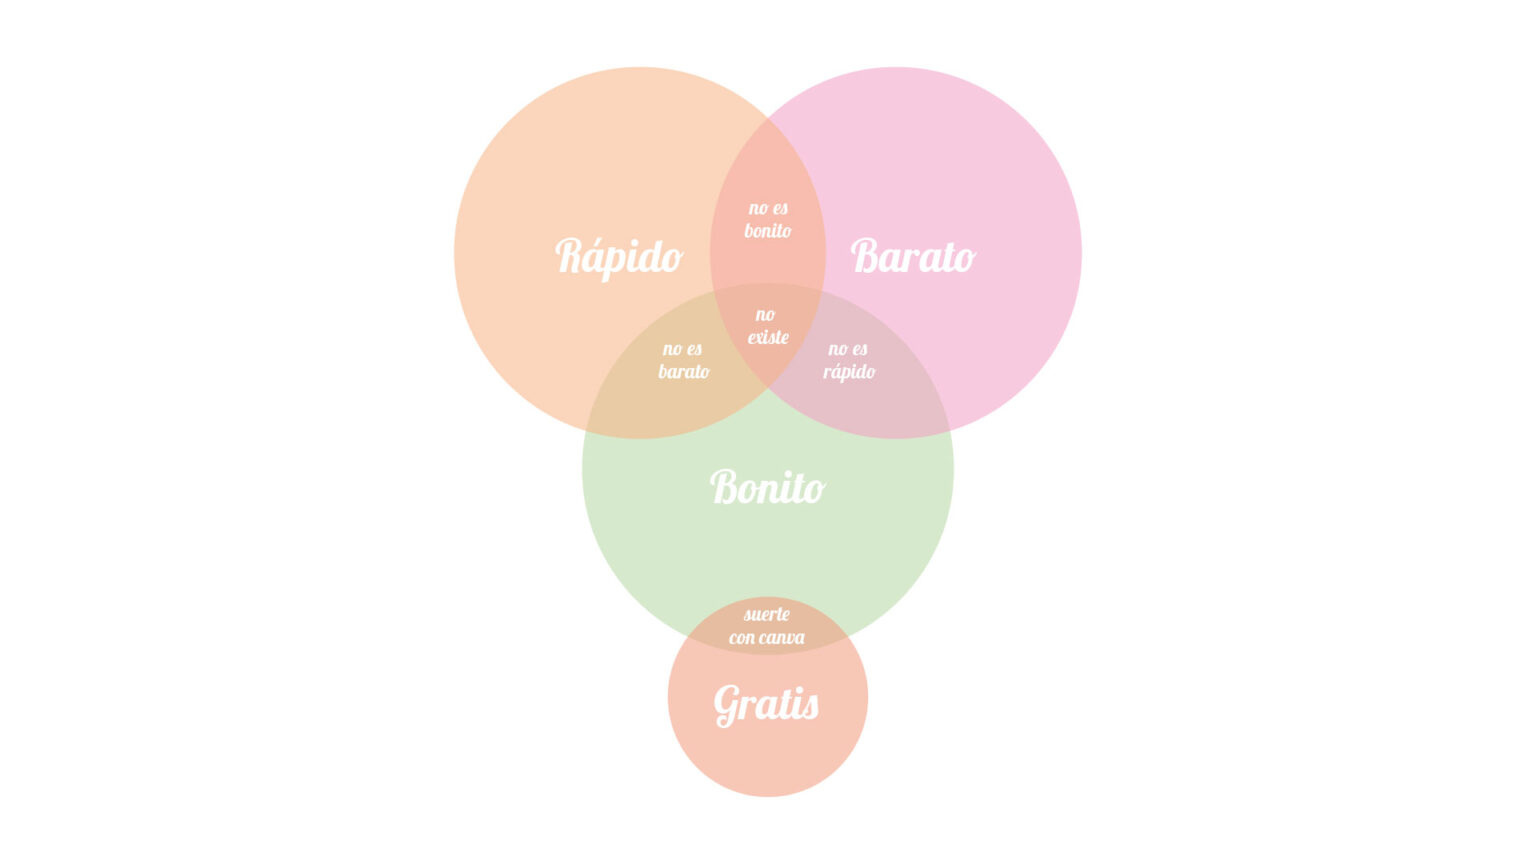 no es
bonito
Rápido
Barato
no
existe
no es
barato
no es
rápido
Bonito
suerte
con canva
Gratis